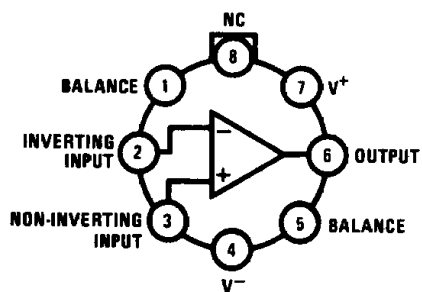 NC
8
BALANCE 1
7 V+
INVERTING
INPUT
2
−
6 OUTPUT
+
NON-INVERTING
INPUT
3
5 BALANCE
4
V−